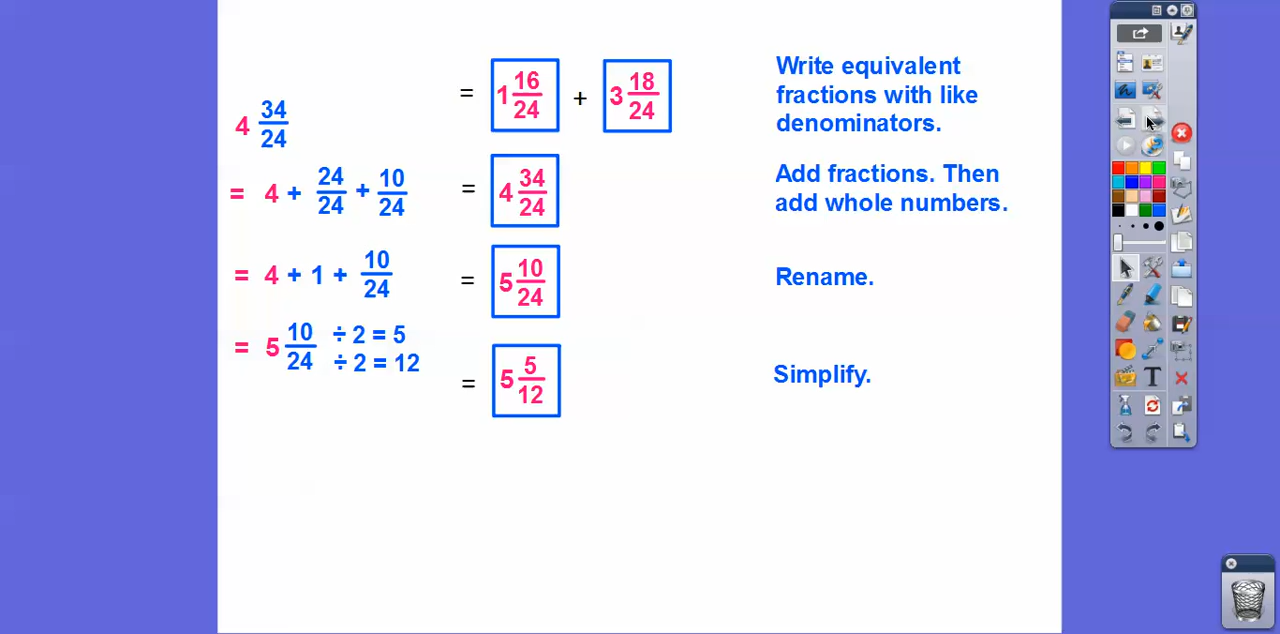 = 1 16/24 + 3 18/24
Write equivalent
fractions with like
denominators.
4 34/24
= 4 + 24/24 + 10/24
= 4 34/24
Add fractions. Then
add whole numbers.
= 4 + 1 + 10/24
= 5 10/24
Rename.
= 5 10/24 ÷ 2 = 5
÷ 2 = 12
= 5 5/12
Simplify.
T